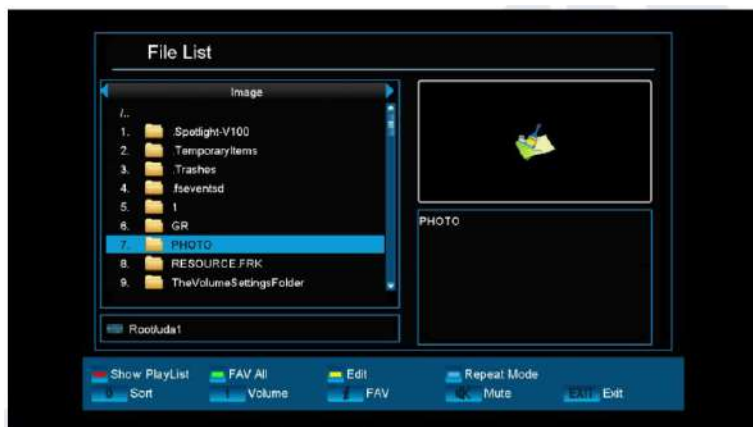 File List
Image
/..
1. .Spotlight-V100
2. .TemporaryItems
3. .Trashes
4. .fseventsd
5. 1
6. GR
7. PHOTO
8. RESOURCE.FRK
9. TheVolumeSettingsFolder
PHOTO
Root/uda1
Show PlayList FAV All Edit Repeat Mode
0 Sort 1 Volume i FAV Mute EXIT Exit